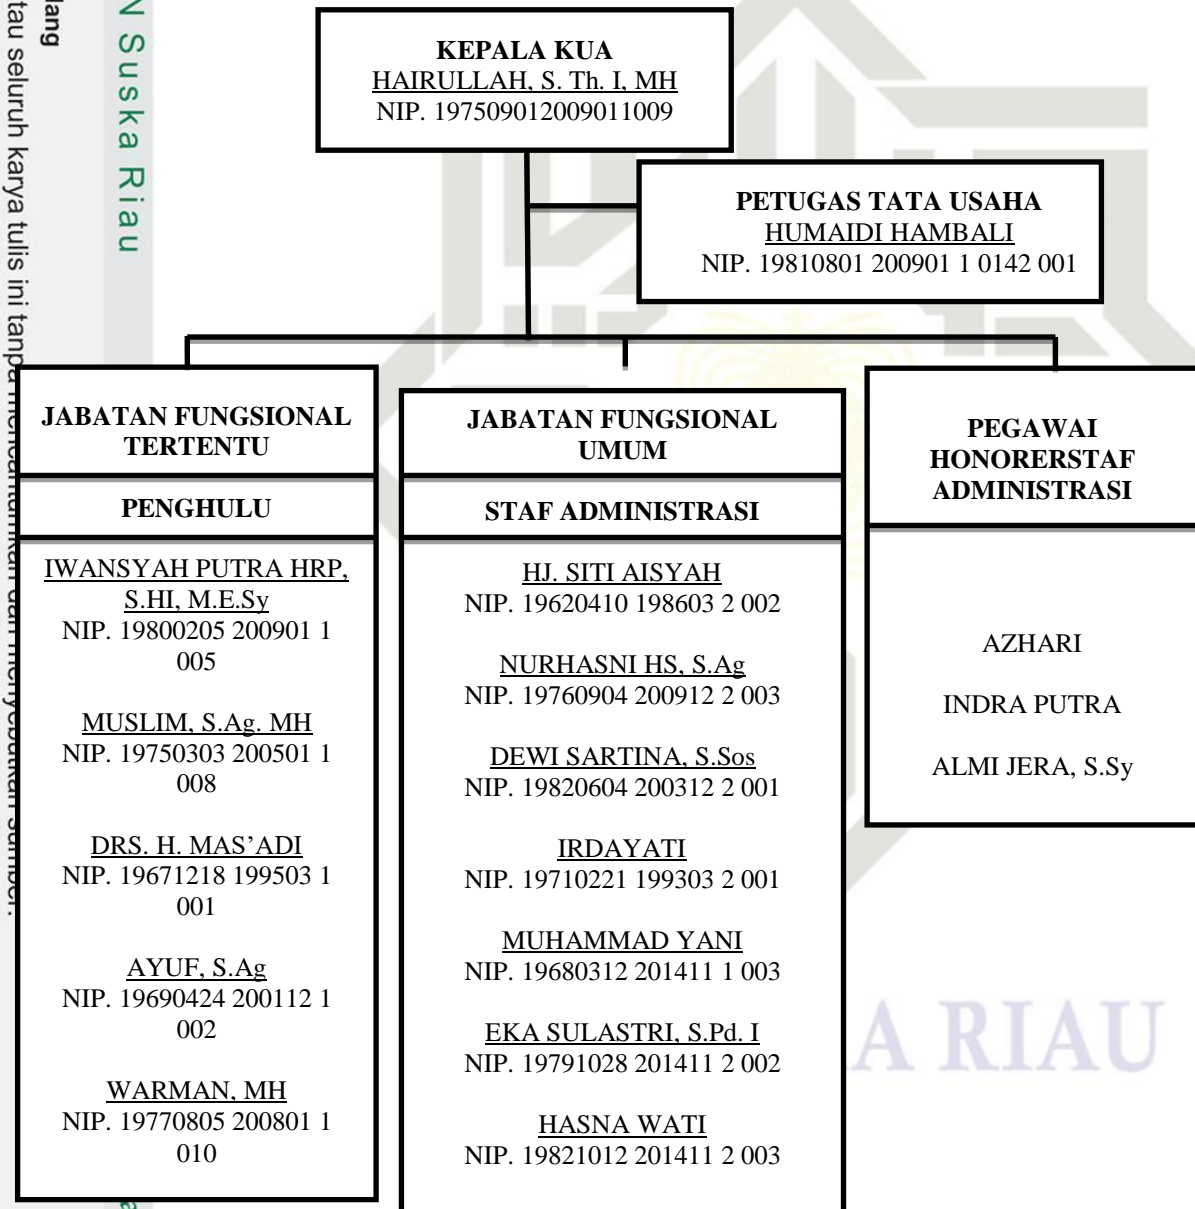 N Suska Riau
lang
tau seluruh karya tulis ini tanpa mencantumkan dan menyebutkan sumber.
KEPALA KUA
HAIRULLAH, S. Th. I, MH
NIP. 197509012009011009
PETUGAS TATA USAHA
HUMAIDI HAMBALI
NIP. 19810801 200901 1 0142 001
JABATAN FUNGSIONAL
TERTENTU
PENGHULU
IWANSYAH PUTRA HRP,
S.HI, M.E.Sy
NIP. 19800205 200901 1
005
MUSLIM, S.Ag. MH
NIP. 19750303 200501 1
008
DRS. H. MAS’ADI
NIP. 19671218 199503 1
001
AYUF, S.Ag
NIP. 19690424 200112 1
002
WARMAN, MH
NIP. 19770805 200801 1
010
JABATAN FUNGSIONAL
UMUM
STAF ADMINISTRASI
HJ. SITI AISYAH
NIP. 19620410 198603 2 002
NURHASNI HS, S.Ag
NIP. 19760904 200912 2 003
DEWI SARTINA, S.Sos
NIP. 19820604 200312 2 001
IRDAYATI
NIP. 19710221 199303 2 001
MUHAMMAD YANI
NIP. 19680312 201411 1 003
EKA SULASTRI, S.Pd. I
NIP. 19791028 201411 2 002
HASNA WATI
NIP. 19821012 201411 2 003
PEGAWAI
HONORERSTAF
ADMINISTRASI
AZHARI
INDRA PUTRA
ALMI JERA, S.Sy
A RIAU